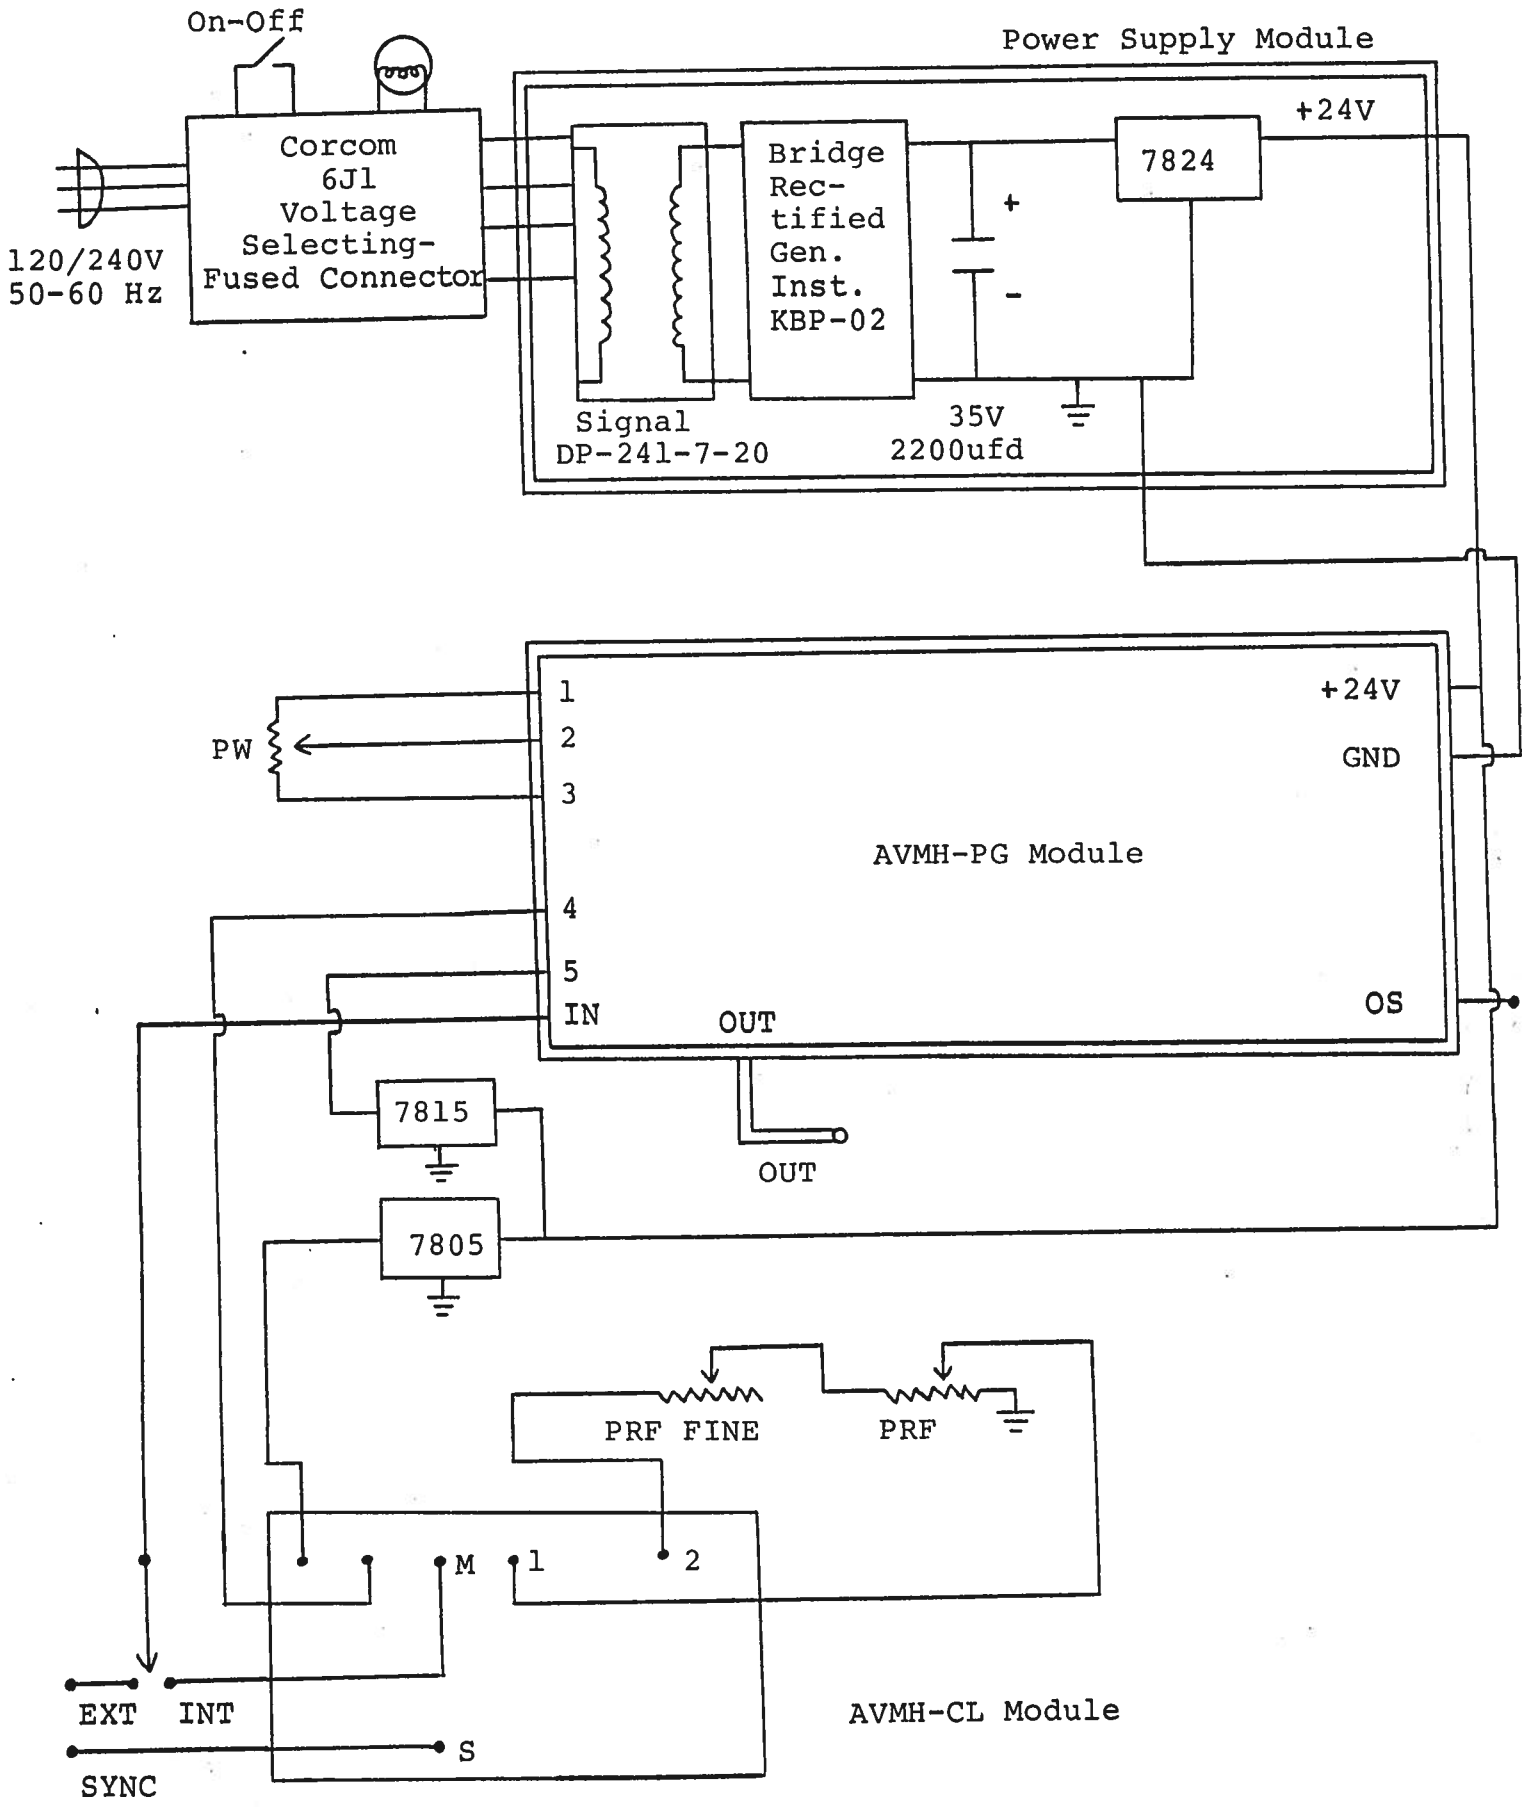 On-Off
Power Supply Module
+24V
Corcom
6J1
Voltage
Selecting-
Fused Connector
120/240V
50-60 Hz
Bridge
Rec-
tified
Gen.
Inst.
KBP-02
+
-
7824
Signal
DP-241-7-20
35V
2200ufd
1
2
3
PW
+24V
GND
AVMH-PG Module
4
5
IN
OUT
OS
7815
OUT
7805
PRF FINE
PRF
M
1
2
EXT
INT
AVMH-CL Module
S
SYNC